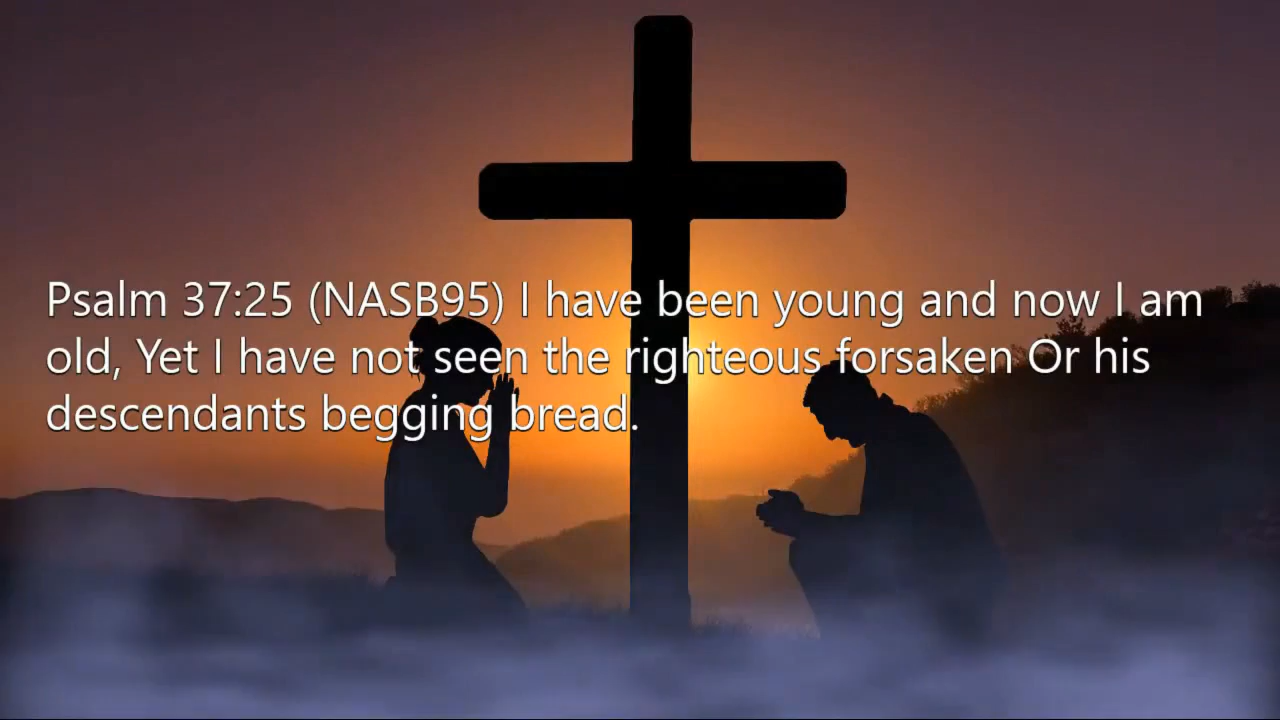 Psalm 37:25 (NASB95) I have been young and now I am
old, Yet I have not seen the righteous forsaken Or his
descendants begging bread.